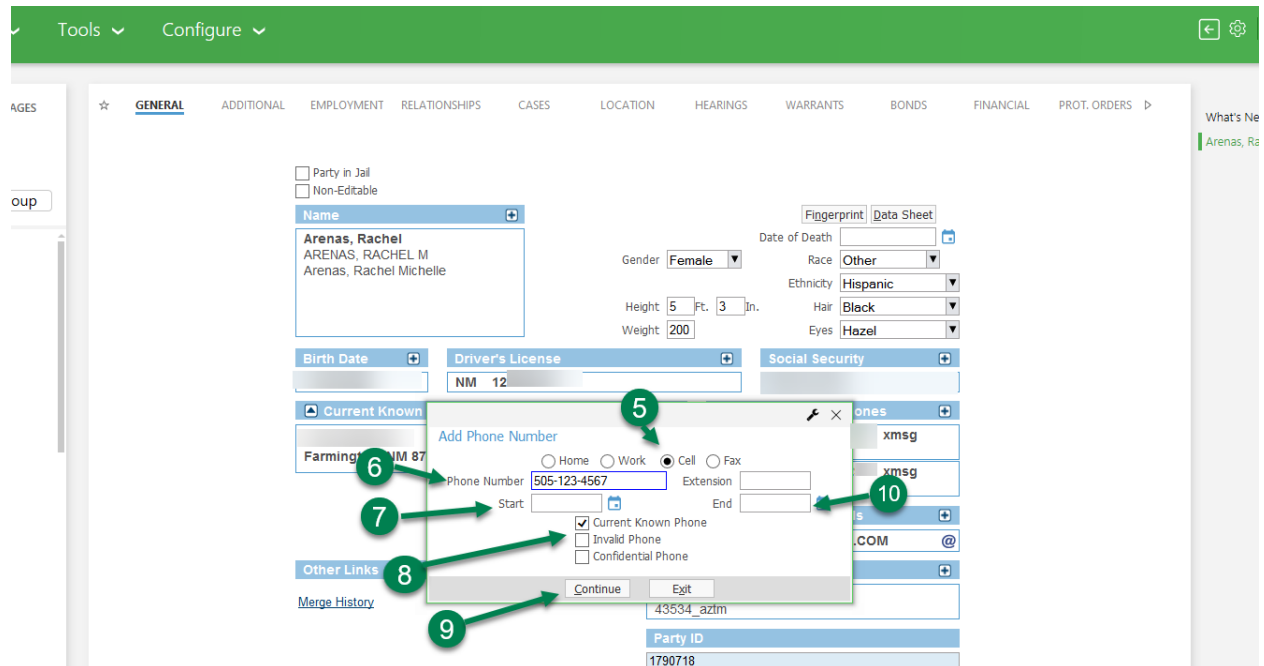 Tools Configure
AGES
GENERAL ADDITIONAL EMPLOYMENT RELATIONSHIPS CASES LOCATION HEARINGS WARRANTS BONDS FINANCIAL PROT. ORDERS
What's Ne
Arenas, Ra
oup
Party in Jail
Non-Editable
Name
Arenas, Rachel
ARENAS, RACHEL M
Arenas, Rachel Michelle
Fingerprint Data Sheet
Date of Death
Gender Female Race Other
Ethnicity Hispanic
Height 5 Ft. 3 In. Hair Black
Weight 200 Eyes Hazel
Birth Date Driver's License Social Security
NM 12
Current Known ones
xmsg
Farmingt NM 87
xmsg
5
Add Phone Number
Home Work Cell Fax
6
Phone Number 505-123-4567 Extension
7
Start End
10
Current Known Phone
Invalid Phone
Confidential Phone
8
ls
.COM @
Other Links
Continue Exit
9
Merge History
43534_aztm
Party ID
1790718